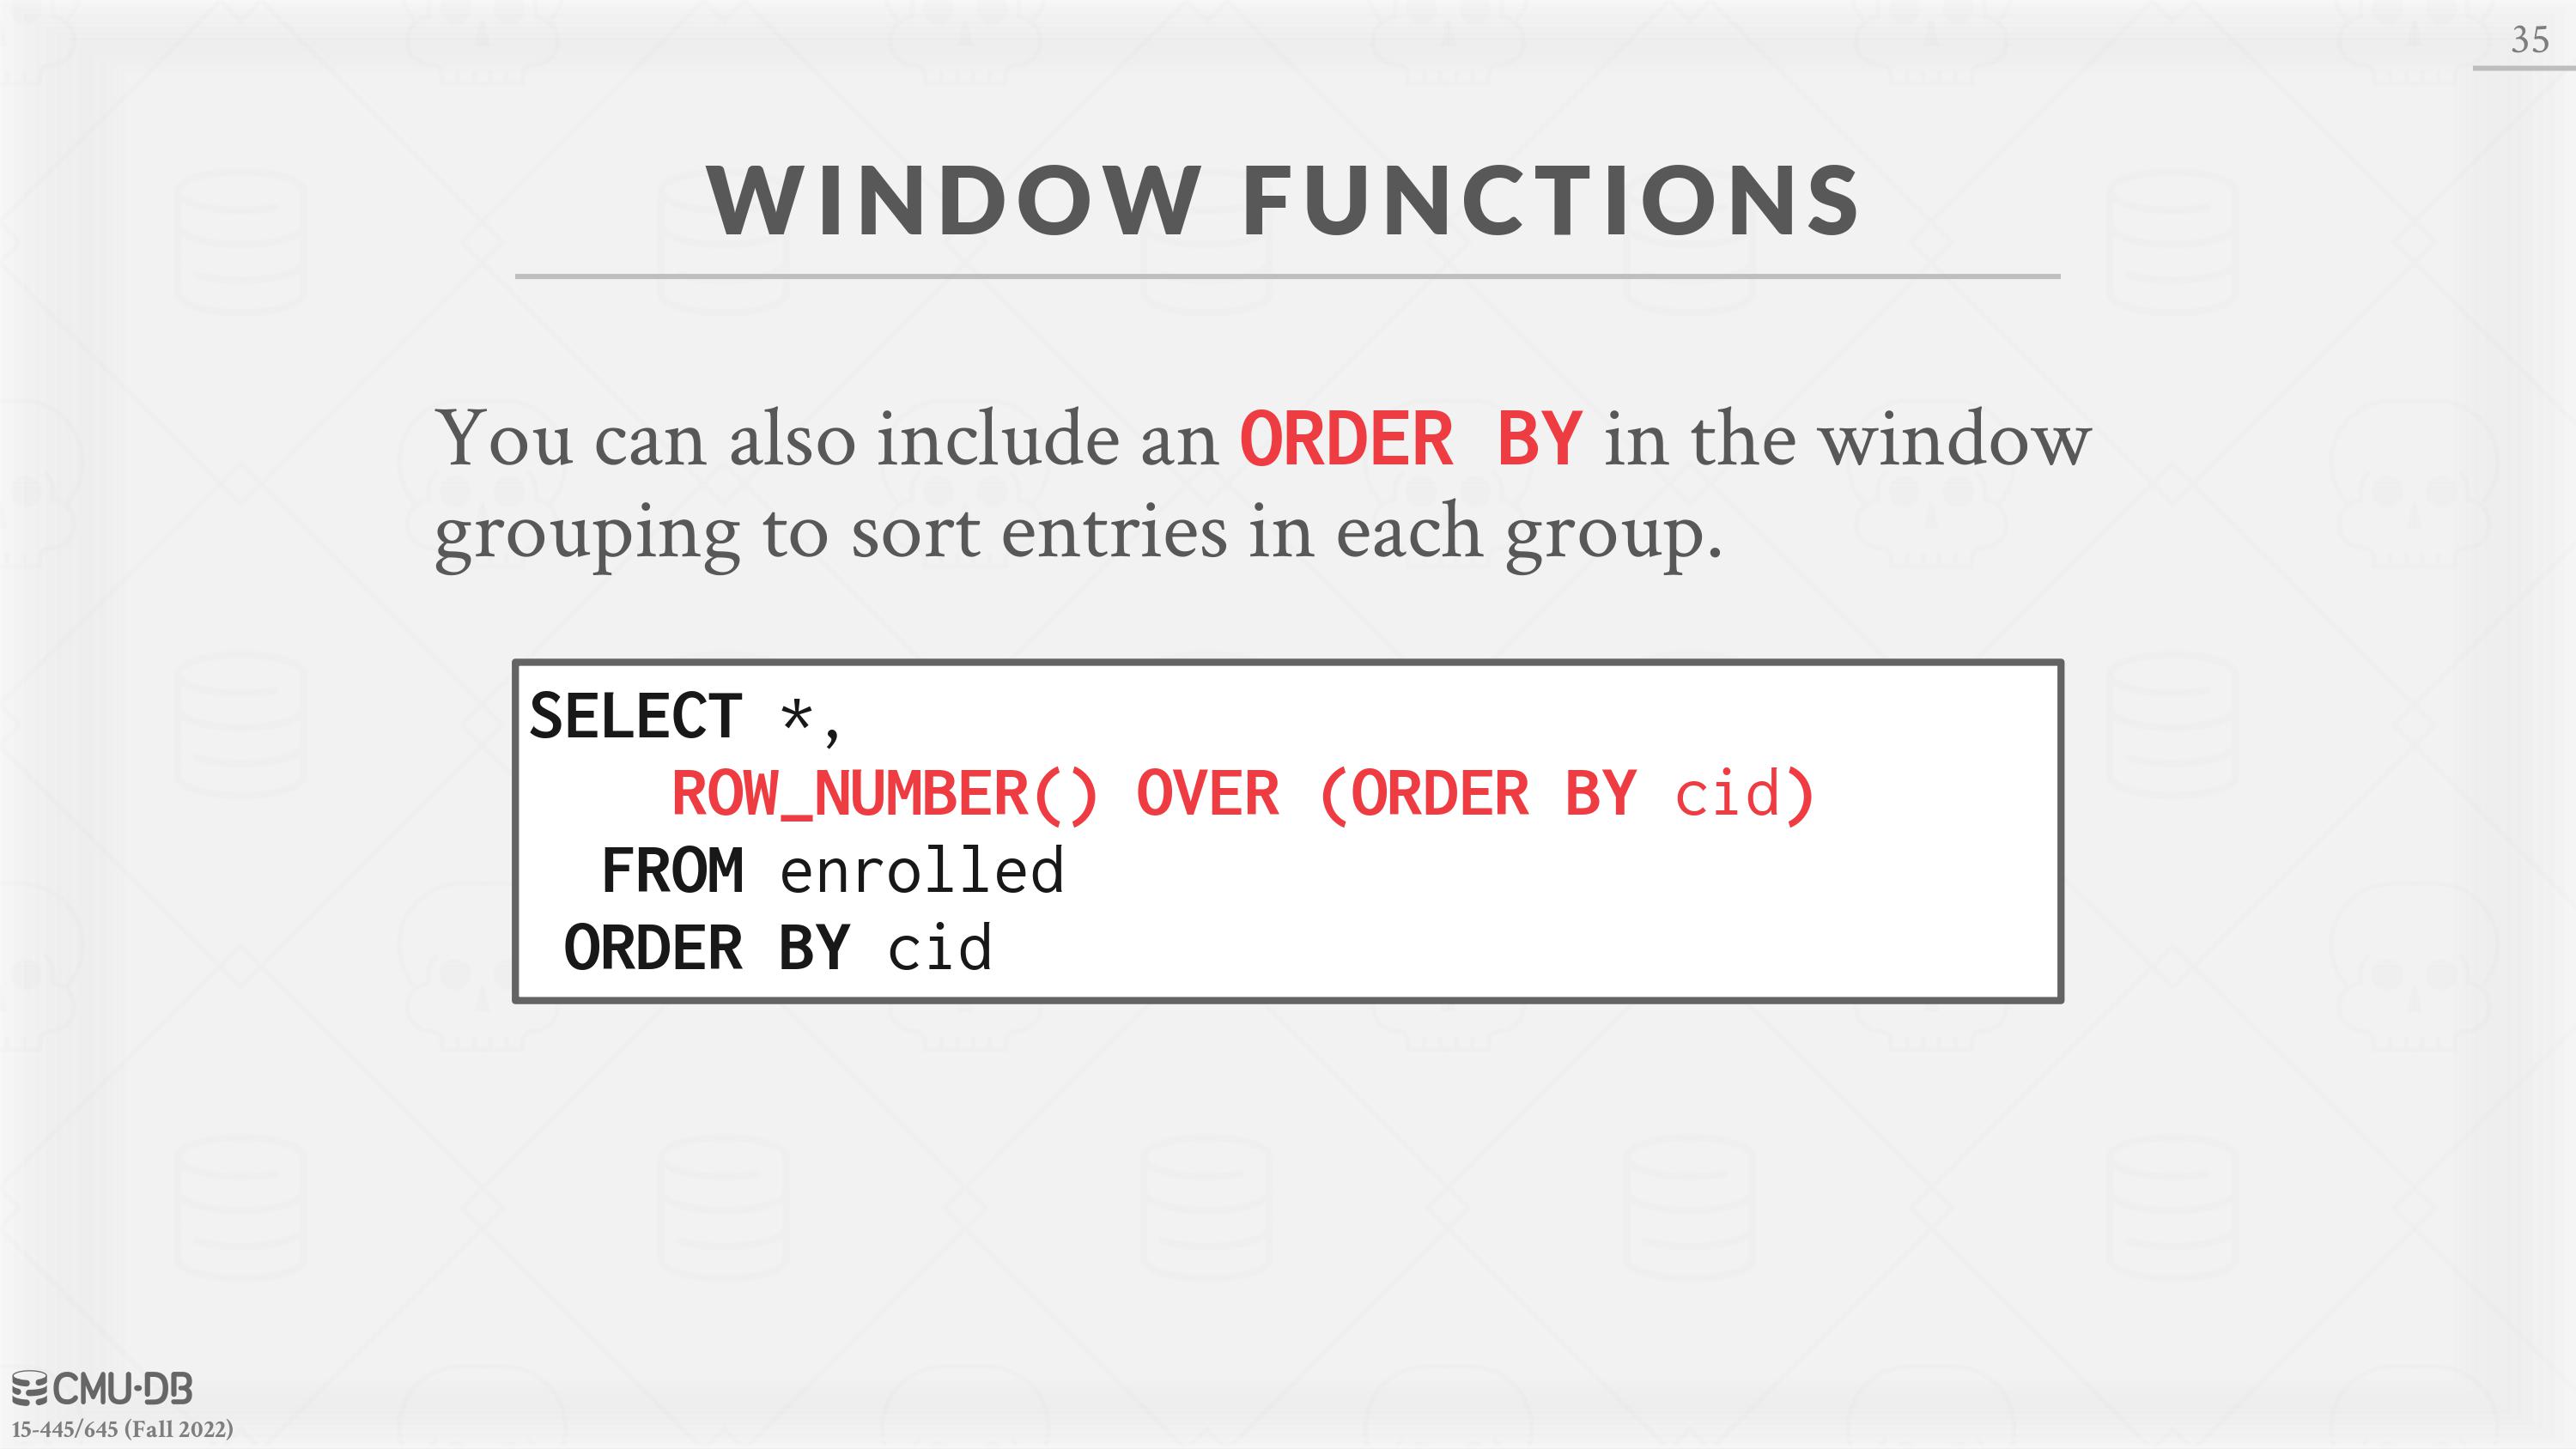 35
WINDOW FUNCTIONS
You can also include an ORDER BY in the window
grouping to sort entries in each group.
SELECT *,
ROW_NUMBER() OVER (ORDER BY cid)
FROM enrolled
ORDER BY cid
CMU·DB
15-445/645 (Fall 2022)